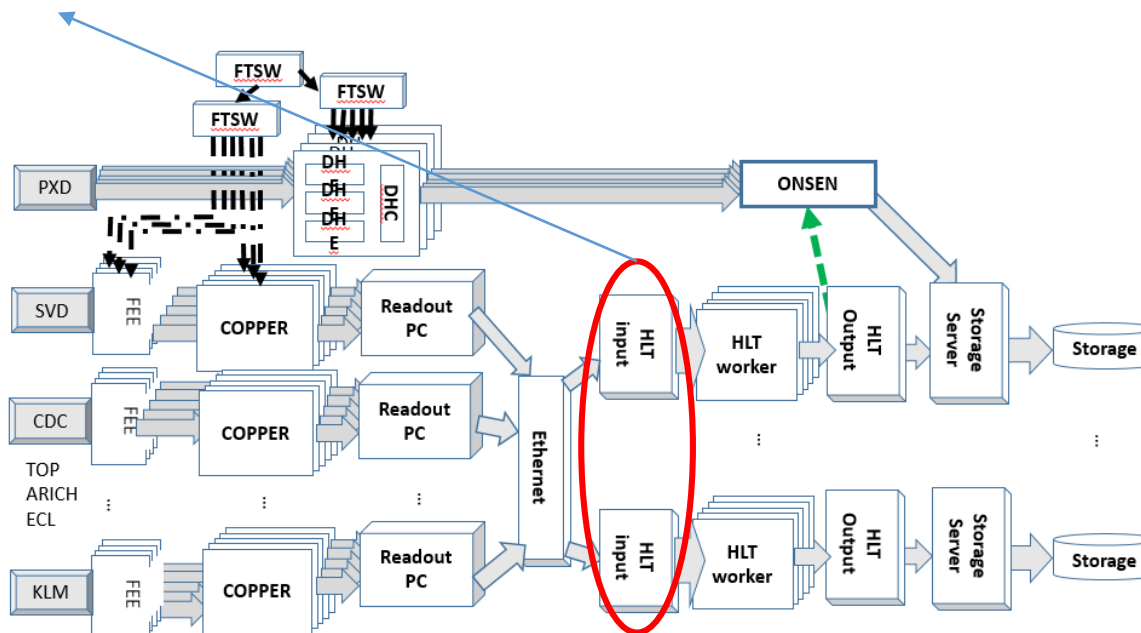 FTSW
FTSW
FTSW
PXD
DH
E
DH
E
DH
E
DHC
ONSEN
SVD
FEE
COPPER
Readout
PC
HLT
input
HLT
worker
HLT
Output
Storage
Server
Storage
CDC
FEE
COPPER
Readout
PC
Ethernet
TOP
ARICH
ECL
...
...
...
...
...
KLM
FEE
COPPER
Readout
PC
HLT
input
HLT
worker
HLT
Output
Storage
Server
Storage